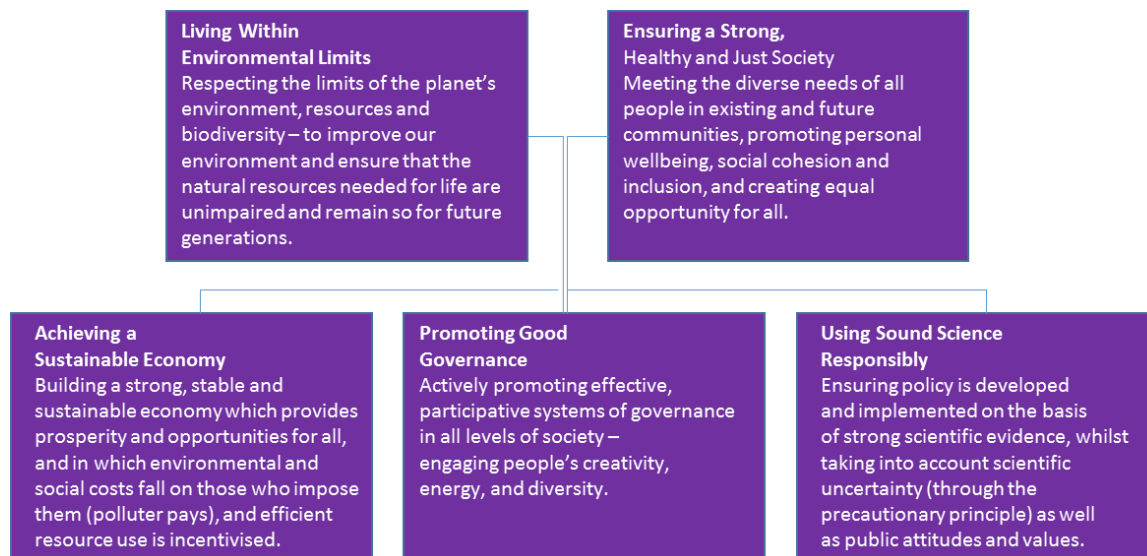 Living Within
Environmental Limits
Respecting the limits of the planet’s
environment, resources and
biodiversity – to improve our
environment and ensure that the
natural resources needed for life are
unimpaired and remain so for future
generations.
Ensuring a Strong,
Healthy and Just Society
Meeting the diverse needs of all
people in existing and future
communities, promoting personal
wellbeing, social cohesion and
inclusion, and creating equal
opportunity for all.
Achieving a
Sustainable Economy
Building a strong, stable and
sustainable economy which provides
prosperity and opportunities for all,
and in which environmental and
social costs fall on those who impose
them (polluter pays), and efficient
resource use is incentivised.
Promoting Good
Governance
Actively promoting effective,
participative systems of governance
in all levels of society –
engaging people’s creativity,
energy, and diversity.
Using Sound Science
Responsibly
Ensuring policy is developed
and implemented on the basis
of strong scientific evidence, whilst
taking into account scientific
uncertainty (through the
precautionary principle) as well
as public attitudes and values.